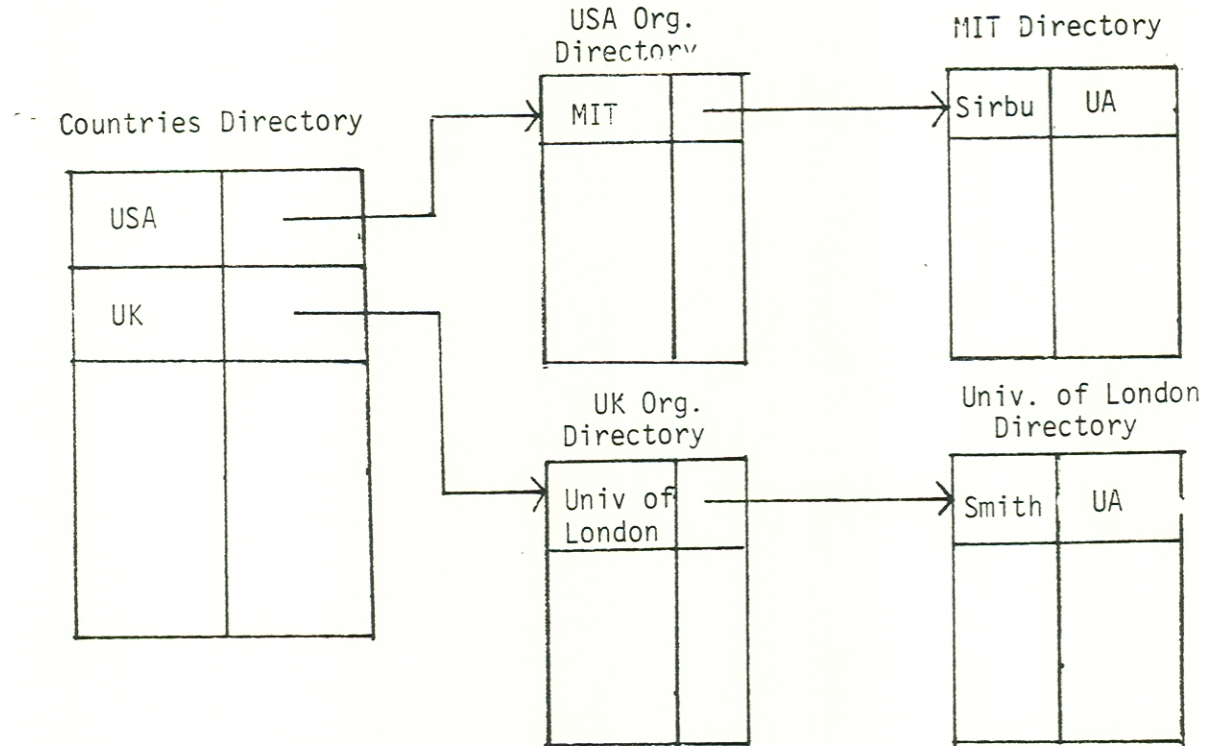 Countries Directory
USA
UK
USA Org.
Directory
MIT
UK Org.
Directory
Univ of
London
MIT Directory
Sirbu UA
Univ. of London
Directory
Smith UA